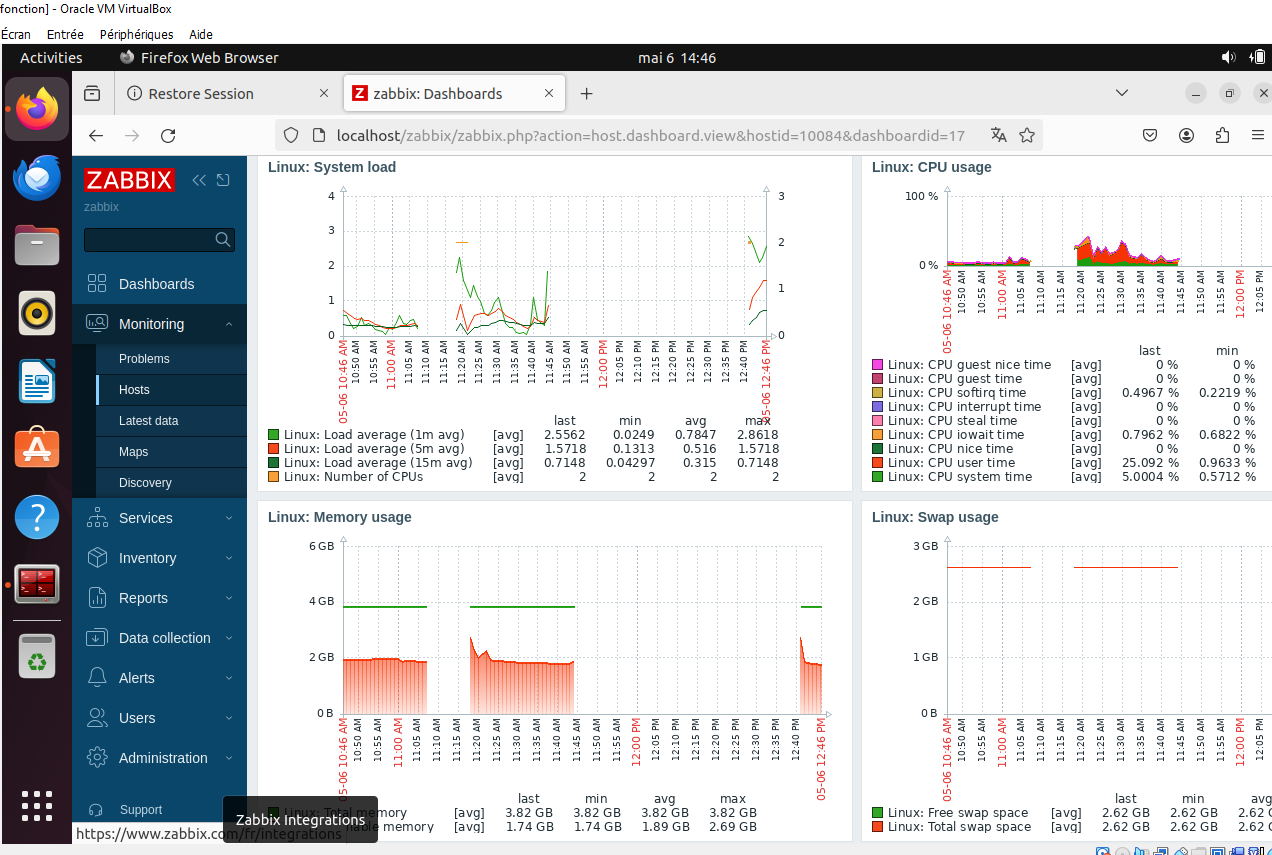 fonction] - Oracle VM VirtualBox
Écran Entrée Périphériques Aide
Activities Firefox Web Browser mai 6 14:46
Restore Session × zabbix: Dashboards × +
localhost/zabbix/zabbix.php?action=host.dashboard.view&hostid=10084&dashboardid=17
ZABBIX
zabbix
Dashboards
Monitoring
Problems
Hosts
Latest data
Maps
Discovery
Services
Inventory
Reports
Data collection
Alerts
Users
Administration
Support
Zabbix Integrations
https://www.zabbix.com/fr/integrations
Linux: System load
4 3
3
2 2
1 1
0 0
05-06 10:46 AM 10:50 AM 10:55 AM 11:00 AM 11:05 AM 11:10 AM 11:15 AM 11:20 AM 11:25 AM 11:30 AM 11:35 AM 11:40 AM 11:45 AM 11:50 AM 11:55 AM 12:00 PM 12:05 PM 12:10 PM 12:15 PM 12:20 PM 12:25 PM 12:30 PM 12:35 PM 12:40 PM 05-06 12:46 PM
last min avg max
Linux: Load average (1m avg) [avg] 2.5562 0.0249 0.7847 2.8618
Linux: Load average (5m avg) [avg] 1.5718 0.1313 0.516 1.5718
Linux: Load average (15m avg) [avg] 0.7148 0.04297 0.315 0.7148
Linux: Number of CPUs [avg] 2 2 2 2
Linux: CPU usage
100 %
0 %
05-06 10:46 AM 10:50 AM 10:55 AM 11:00 AM 11:05 AM 11:10 AM 11:15 AM 11:20 AM 11:25 AM 11:30 AM 11:35 AM 11:40 AM 11:45 AM 11:50 AM 11:55 AM 12:00 PM 12:05 PM
last min
Linux: CPU guest nice time [avg] 0 % 0 %
Linux: CPU guest time [avg] 0 % 0 %
Linux: CPU softirq time [avg] 0.4967 % 0.2219 %
Linux: CPU interrupt time [avg] 0 % 0 %
Linux: CPU steal time [avg] 0 % 0 %
Linux: CPU iowait time [avg] 0.7962 % 0.6822 %
Linux: CPU nice time [avg] 0 % 0 %
Linux: CPU user time [avg] 25.092 % 0.9633 %
Linux: CPU system time [avg] 5.0004 % 0.5712 %
Linux: Memory usage
6 GB
4 GB
2 GB
0 B
05-06 10:46 AM 10:50 AM 10:55 AM 11:00 AM 11:05 AM 11:10 AM 11:15 AM 11:20 AM 11:25 AM 11:30 AM 11:35 AM 11:40 AM 11:45 AM 11:50 AM 11:55 AM 12:00 PM 12:05 PM 12:10 PM 12:15 PM 12:20 PM 12:25 PM 12:30 PM 12:35 PM 12:40 PM 05-06 12:46 PM
last min avg max
Linux: Total memory [avg] 3.82 GB 3.82 GB 3.82 GB 3.82 GB
memory [avg] 1.74 GB 1.74 GB 1.89 GB 2.69 GB
Linux: Swap usage
3 GB
2 GB
1 GB
0 B
05-06 10:46 AM 10:50 AM 10:55 AM 11:00 AM 11:05 AM 11:10 AM 11:15 AM 11:20 AM 11:25 AM 11:30 AM 11:35 AM 11:40 AM 11:45 AM 11:50 AM 11:55 AM 12:00 PM 12:05 PM
last min avg
Linux: Free swap space [avg] 2.62 GB 2.62 GB 2.62 G
Linux: Total swap space [avg] 2.62 GB 2.62 GB 2.62 G